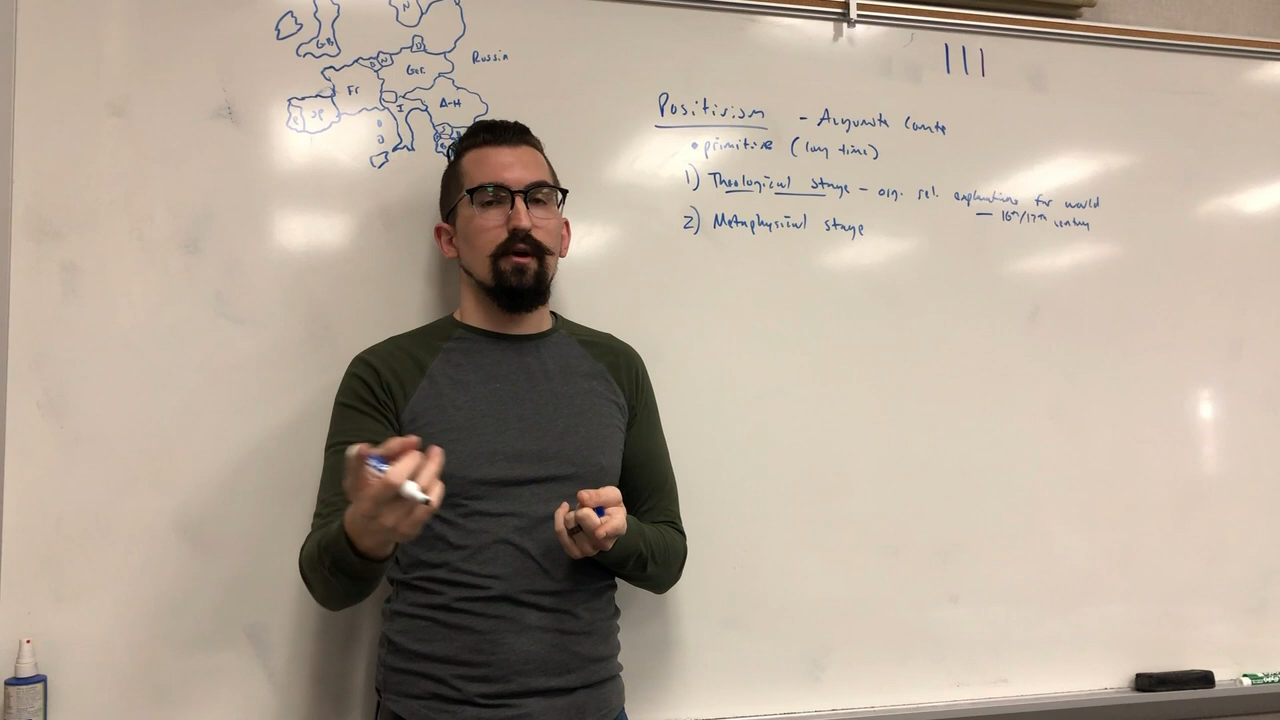 N
GB
D
D N
Ger
Russia
Fr
A-H
I
P SP
S
B
G
III
Positivism - Auguste Comte
• primitive (long time)
1) Theological stage - org. rel. explanations for world
— 16th/17th century
2) Metaphysical stage